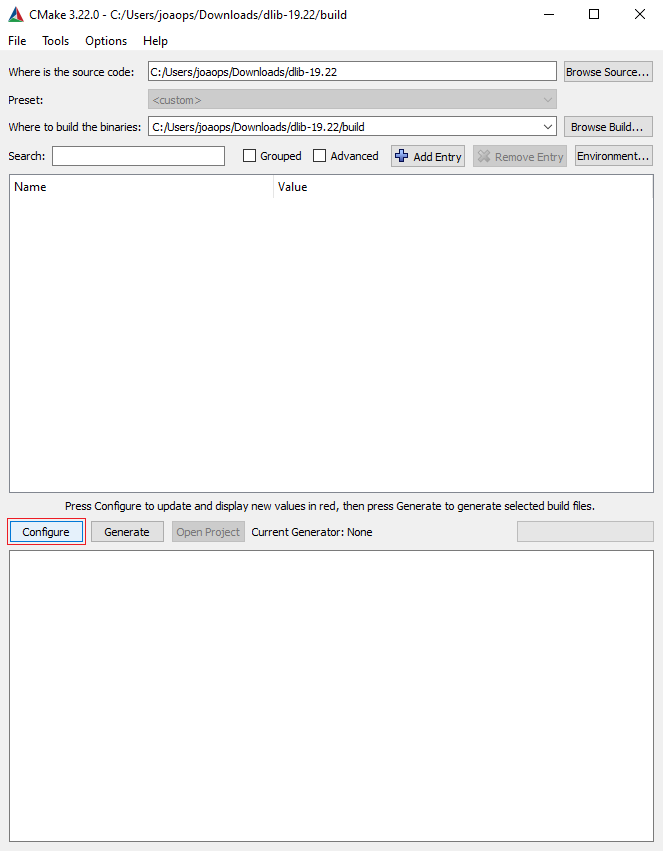 CMake 3.22.0 - C:/Users/joaops/Downloads/dlib-19.22/build
File Tools Options Help
Where is the source code: C:/Users/joaops/Downloads/dlib-19.22 Browse Source...
Preset: <custom>
Where to build the binaries: C:/Users/joaops/Downloads/dlib-19.22/build Browse Build...
Search: Grouped Advanced Add Entry Remove Entry Environment...
Name Value
Press Configure to update and display new values in red, then press Generate to generate selected build files.
Configure Generate Open Project Current Generator: None